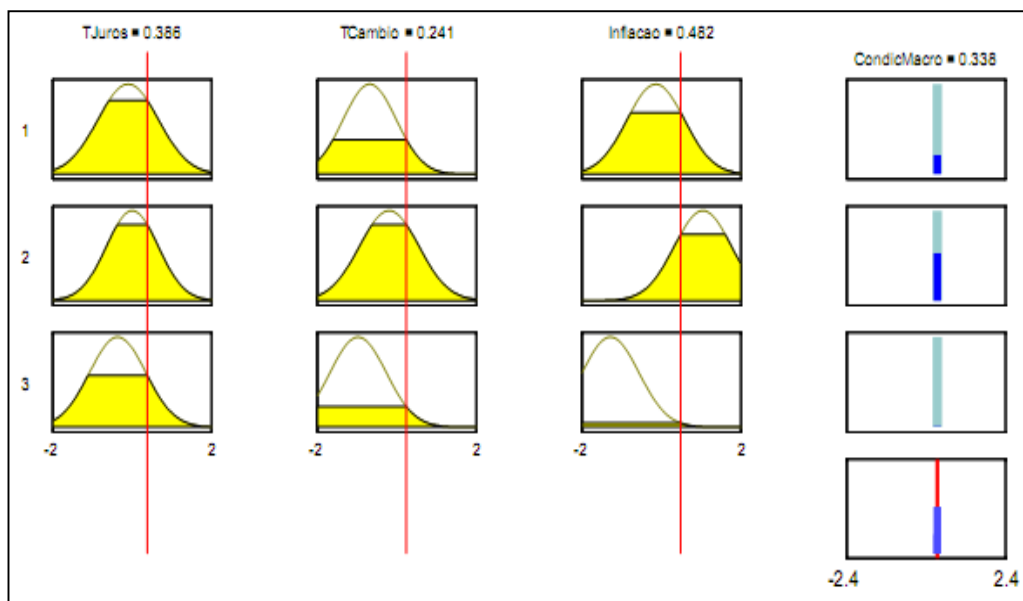 TJuros = 0.386 TCambio = 0.241 Inflacao = 0.482
CondicMacro = 0.338
1
2
3
-2 2 -2 2 -2 2
-2.4 2.4